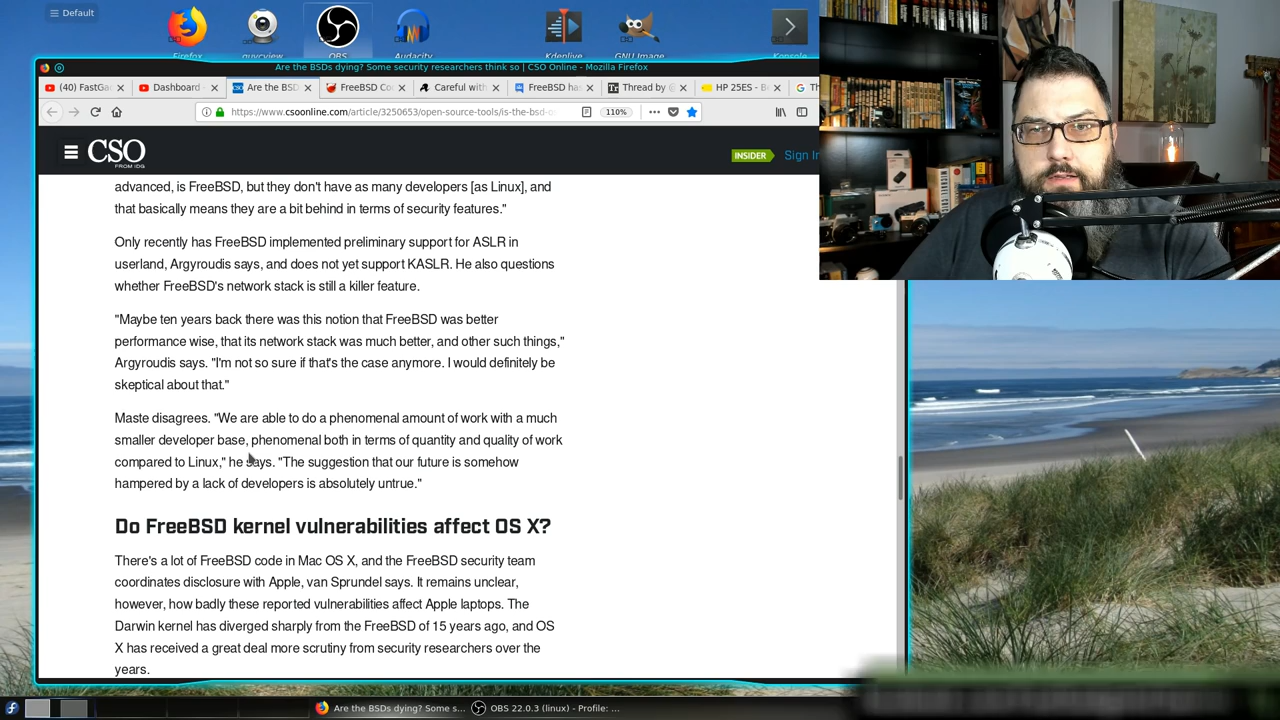 Default
Firefox
guvcview
OBS
Audacity
Kdenlive
GNU Image
Konsole
Are the BSDs dying? Some security researchers think so | CSO Online - Mozilla Firefox
(40) FastGa
Dashboard -
Are the BSD
FreeBSD Co
Careful with
FreeBSD ha
Thread by
HP 25ES - B
Th
https://www.csoonline.com/article/3250653/open-source-tools/is-the-bsd-o
110%
CSO
FROM IDG
INSIDER
Sign In
advanced, is FreeBSD, but they don't have as many developers [as Linux], and
that basically means they are a bit behind in terms of security features."
Only recently has FreeBSD implemented preliminary support for ASLR in
userland, Argyroudis says, and does not yet support KASLR. He also questions
whether FreeBSD's network stack is still a killer feature.
"Maybe ten years back there was this notion that FreeBSD was better
performance wise, that its network stack was much better, and other such things,"
Argyroudis says. "I'm not so sure if that's the case anymore. I would definitely be
skeptical about that."
Maste disagrees. "We are able to do a phenomenal amount of work with a much
smaller developer base, phenomenal both in terms of quantity and quality of work
compared to Linux," he says. "The suggestion that our future is somehow
hampered by a lack of developers is absolutely untrue."
Do FreeBSD kernel vulnerabilities affect OS X?
There's a lot of FreeBSD code in Mac OS X, and the FreeBSD security team
coordinates disclosure with Apple, van Sprundel says. It remains unclear,
however, how badly these reported vulnerabilities affect Apple laptops. The
Darwin kernel has diverged sharply from the FreeBSD of 15 years ago, and OS
X has received a great deal more scrutiny from security researchers over the
years.
Are the BSDs dying? Some s...
OBS 22.0.3 (linux) - Profile: ...